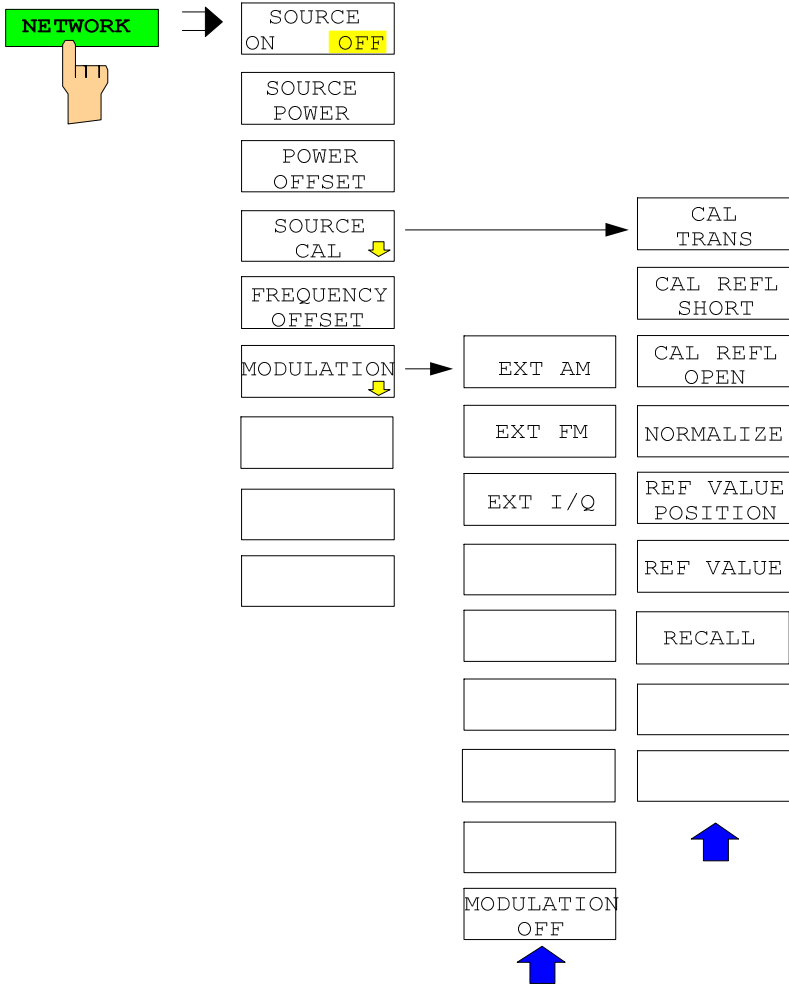 NETWORK
SOURCE
ON OFF
SOURCE
POWER
POWER
OFFSET
SOURCE
CAL
FREQUENCY
OFFSET
MODULATION
EXT AM
EXT FM
EXT I/Q
MODULATION
OFF
CAL
TRANS
CAL REFL
SHORT
CAL REFL
OPEN
NORMALIZE
REF VALUE
POSITION
REF VALUE
RECALL